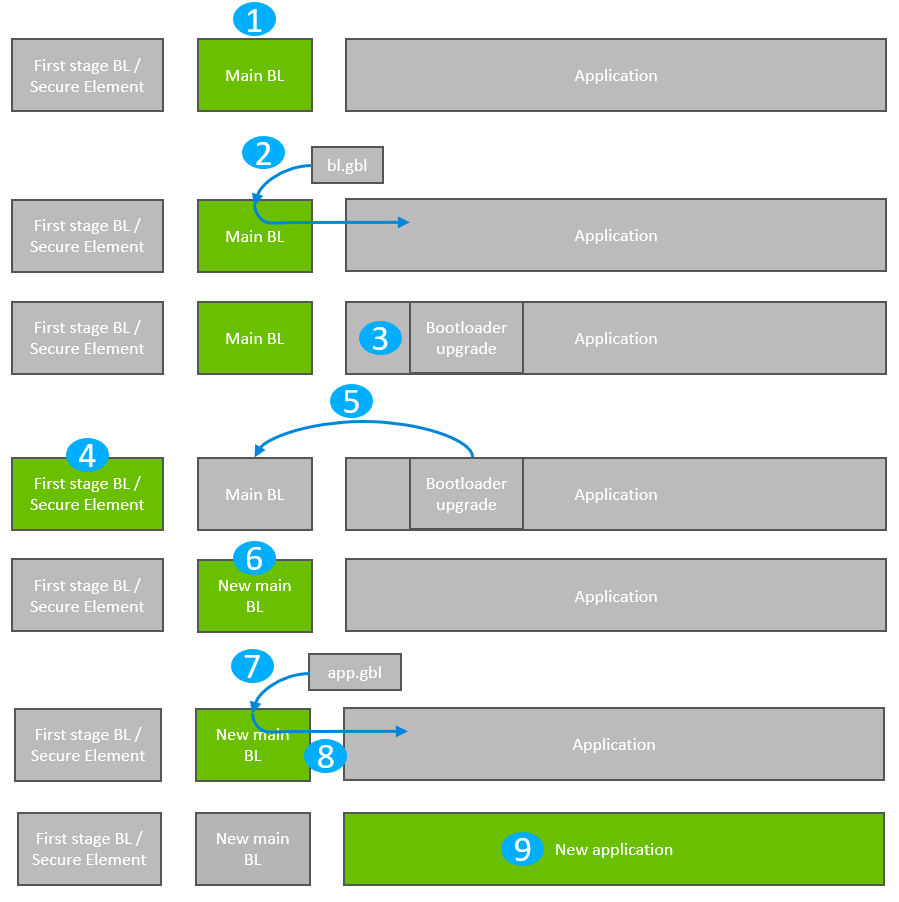 1
First stage BL /
Secure Element
Main BL
Application
2
bl.gbl
First stage BL /
Secure Element
Main BL
Application
First stage BL /
Secure Element
Main BL
3
Bootloader
upgrade
Application
5
4
First stage BL /
Secure Element
Main BL
Bootloader
upgrade
Application
6
First stage BL /
Secure Element
New main
BL
Application
7
app.gbl
First stage BL /
Secure Element
New main
BL
8
Application
First stage BL /
Secure Element
New main
BL
9
New application